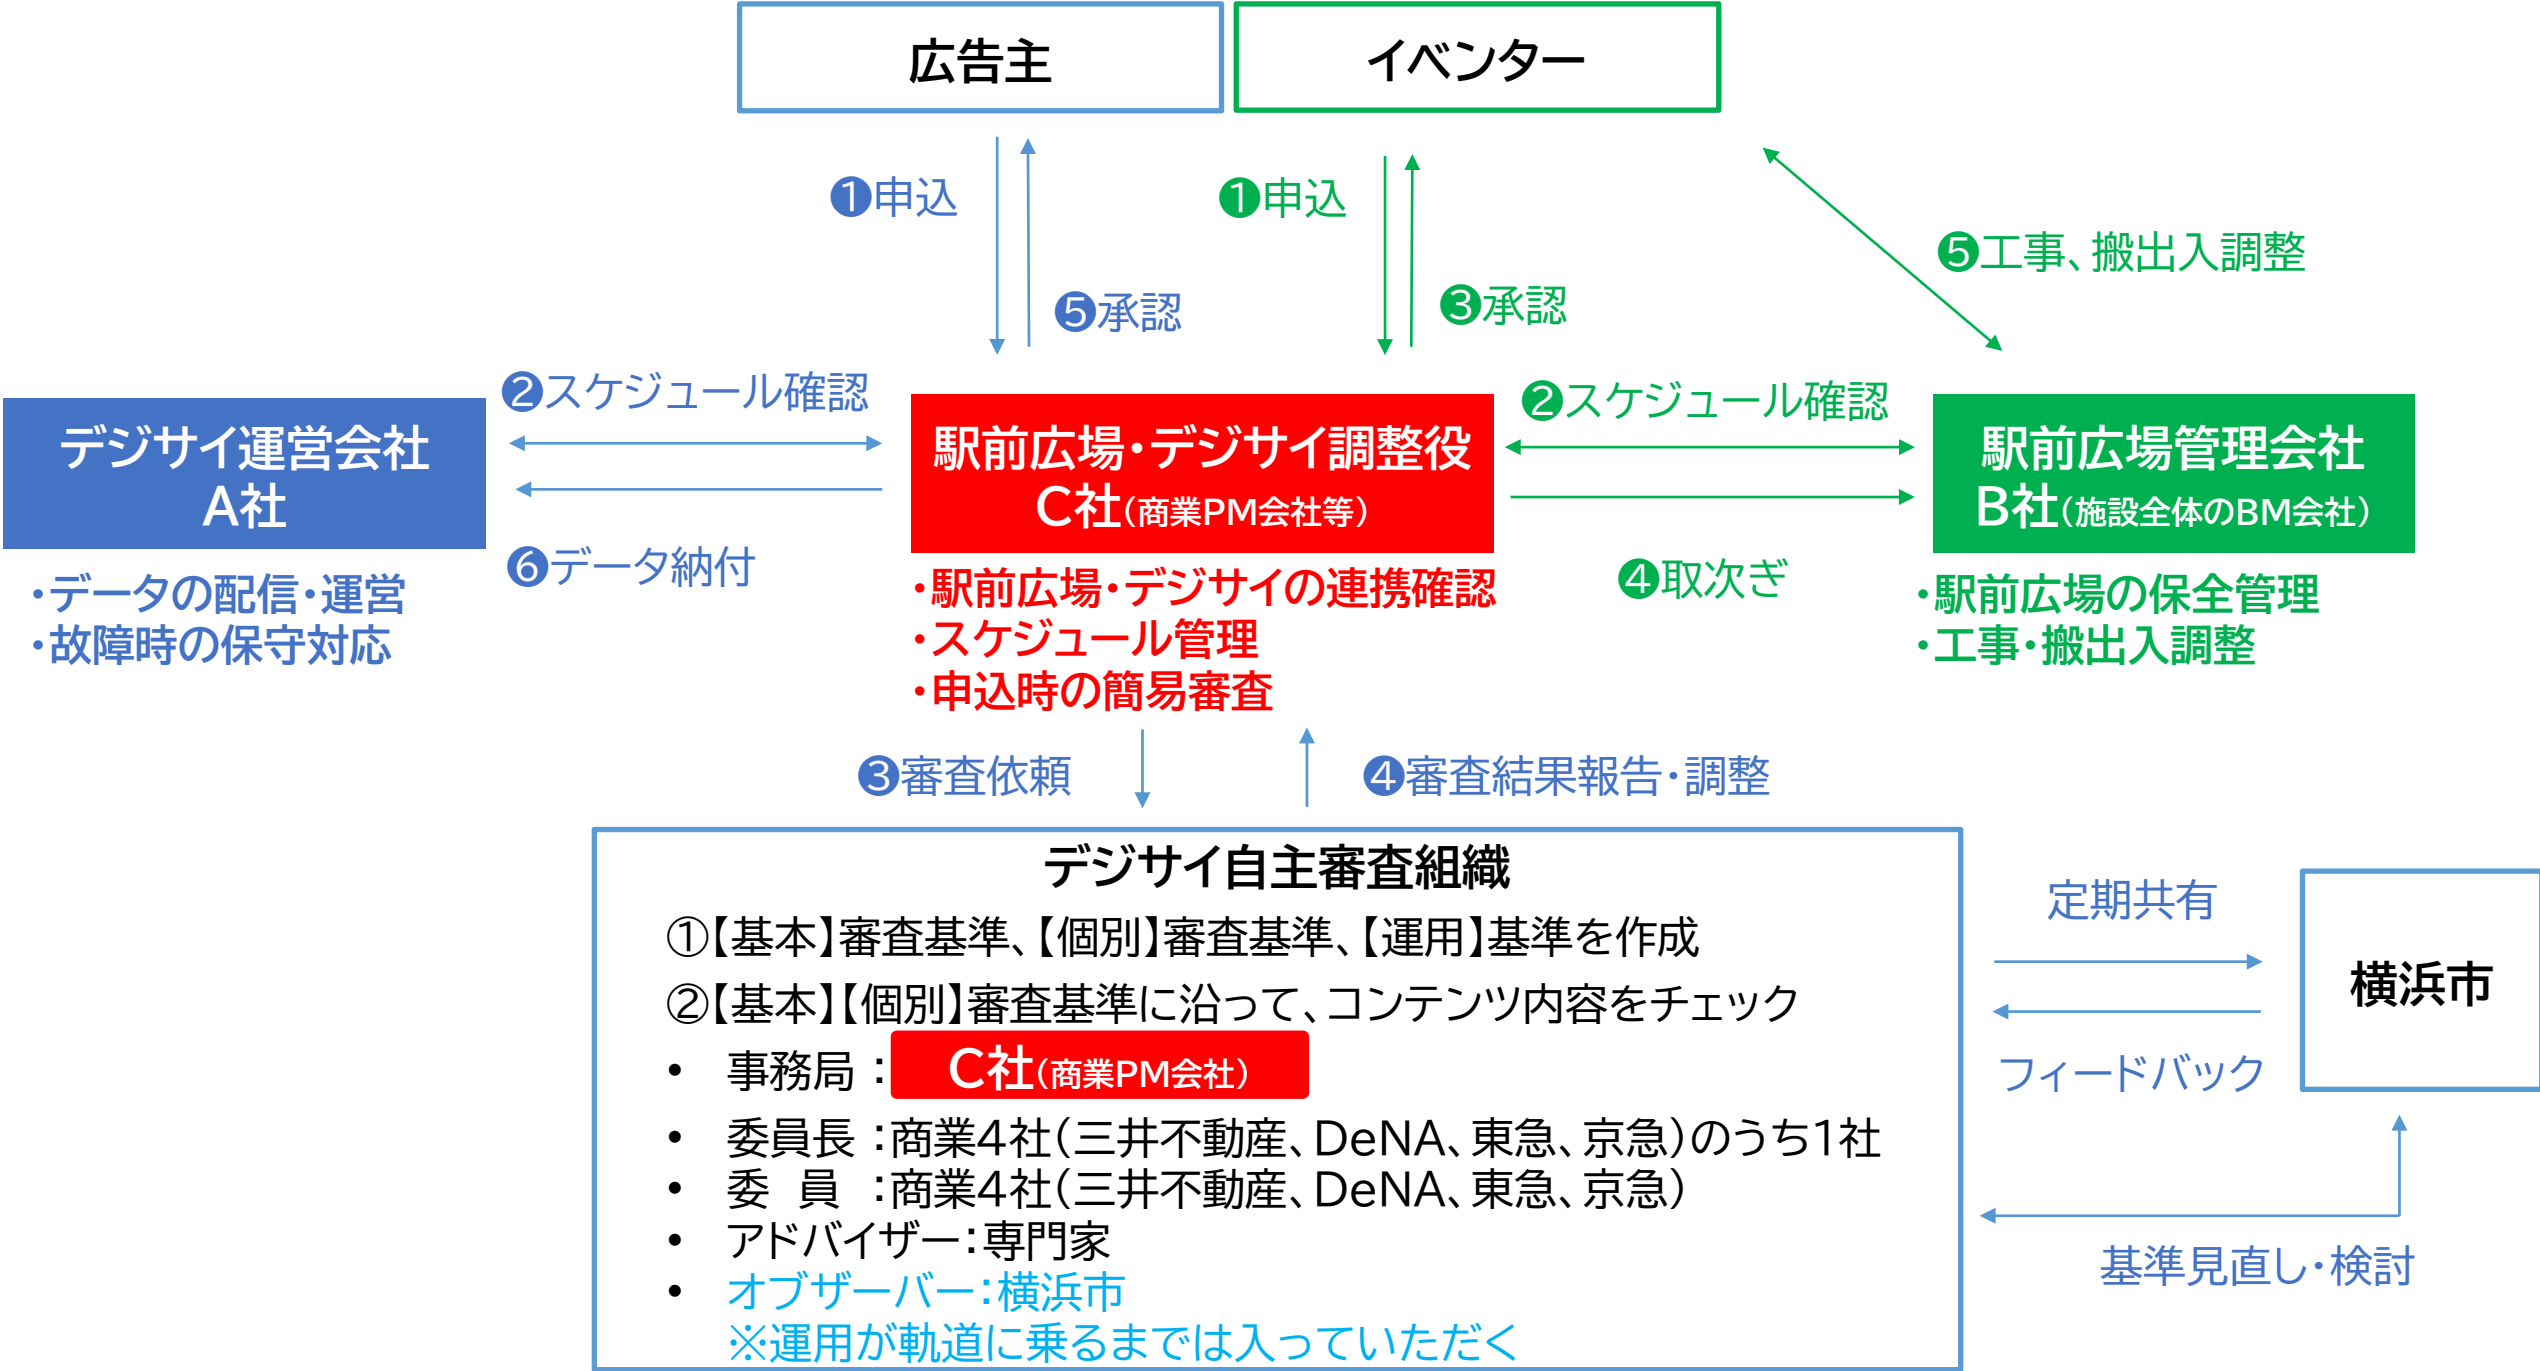 広告主
イベンター
❶申込
❶申込
❺工事、搬出入調整
❺承認
❸承認
❷スケジュール確認
❷スケジュール確認
デジサイ運営会社
A社
駅前広場・デジサイ調整役
C社(商業PM会社等)
駅前広場管理会社
B社(施設全体のBM会社)
❻データ納付
❹取次ぎ
・データの配信・運営
・故障時の保守対応
・駅前広場・デジサイの連携確認
・スケジュール管理
・申込時の簡易審査
・駅前広場の保全管理
・工事・搬出入調整
❸審査依頼
❹審査結果報告・調整
デジサイ自主審査組織
①【基本】審査基準、【個別】審査基準、【運用】基準を作成
②【基本】【個別】審査基準に沿って、コンテンツ内容をチェック
• 事務局：C社(商業PM会社)
• 委員長：商業4社(三井不動産、DeNA、東急、京急)のうち1社
• 委　員：商業4社(三井不動産、DeNA、東急、京急)
• アドバイザー：専門家
• オブザーバー：横浜市
※運用が軌道に乗るまでは入っていただく
定期共有
横浜市
フィードバック
基準見直し・検討